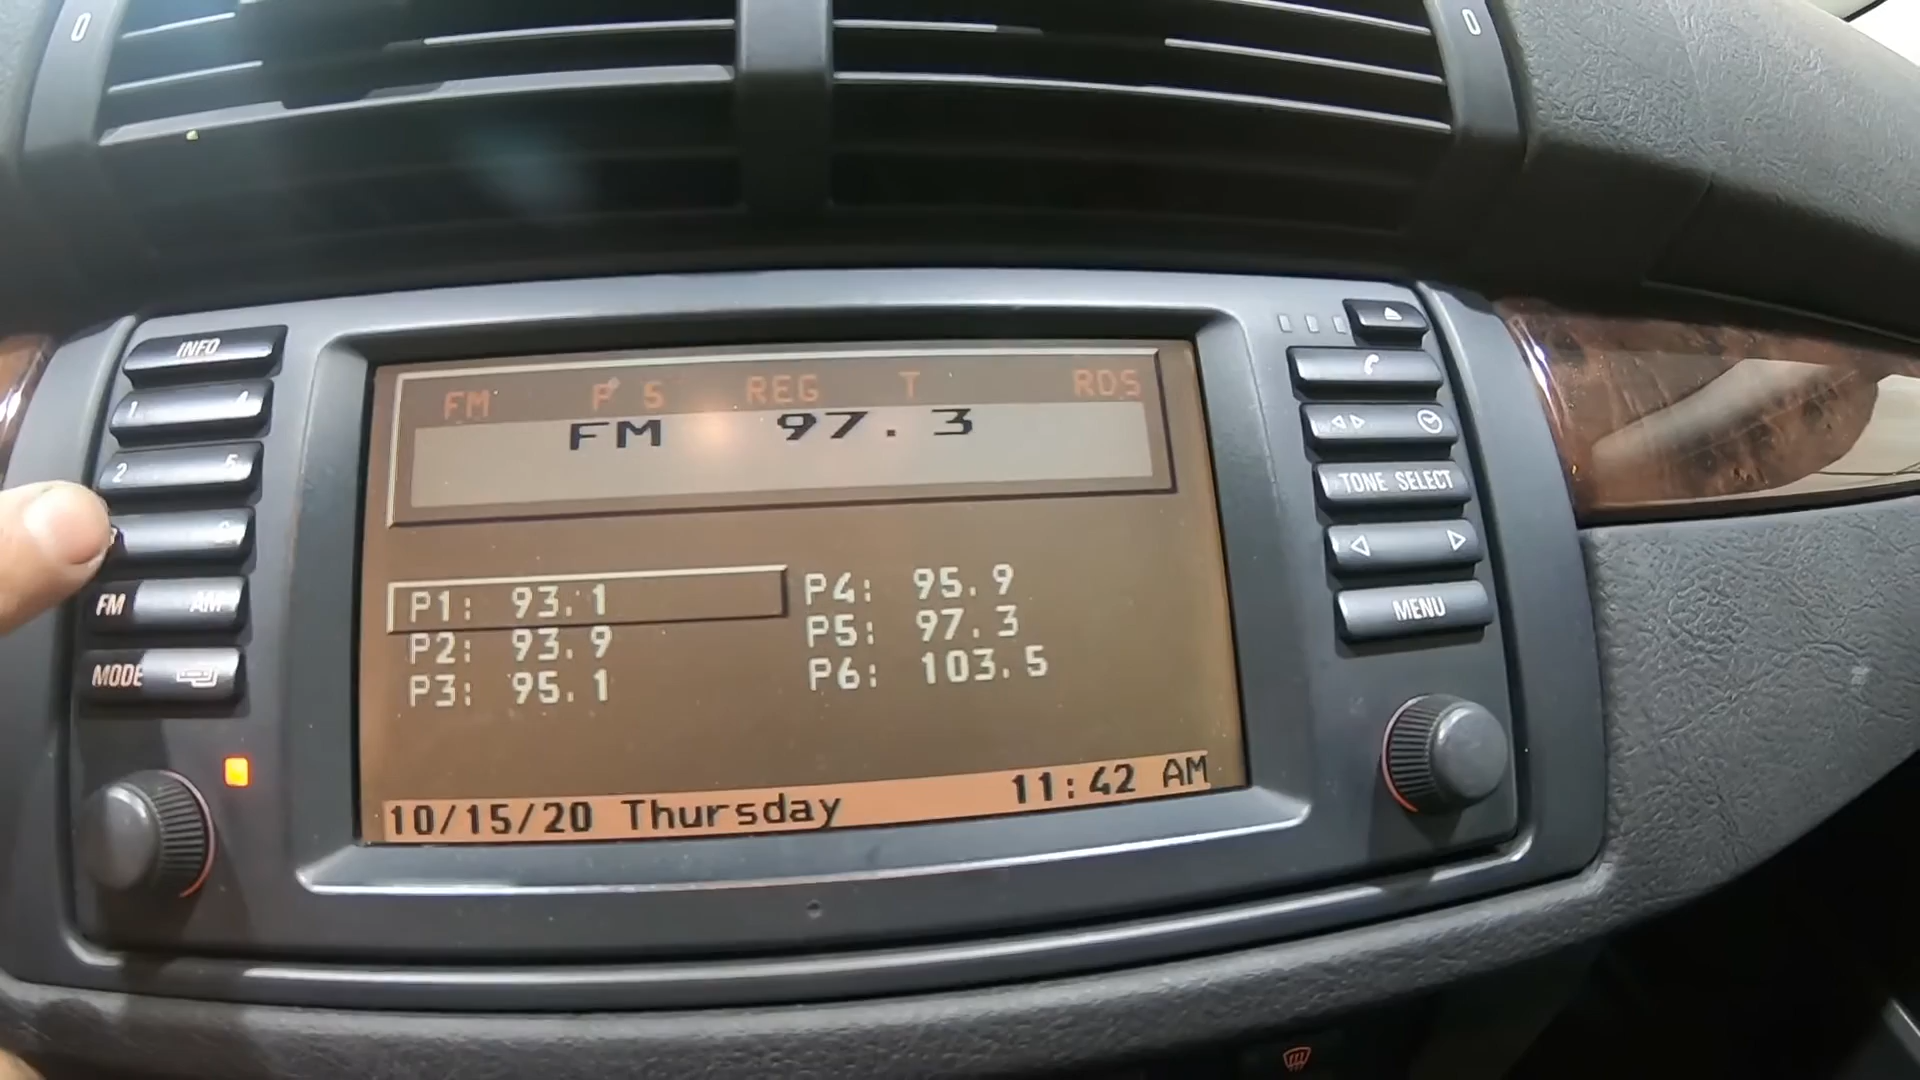 0
0
INFO
1 4
2 5
FM AM
MODE
FM P 5 REG T RDS
FM 97.3
P1: 93.1
P2: 93.9
P3: 95.1
P4: 95.9
P5: 97.3
P6: 103.5
10/15/20 Thursday 11:42 AM
TONE SELECT
MENU